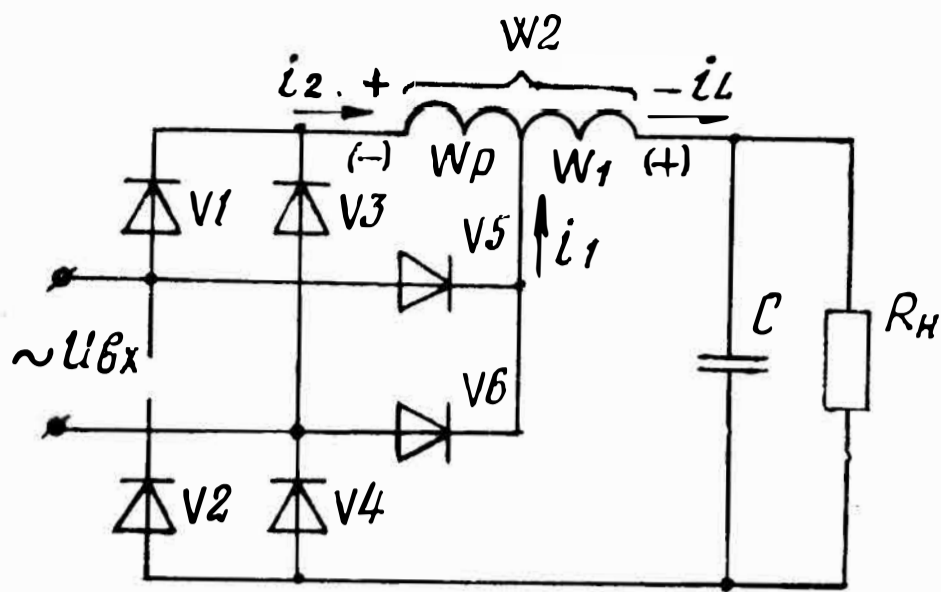 W2
i2 . + - iL
(-) Wp W1 (+)
V1 V3 V5
i1
~ Uвх
C Rн
V6
V2 V4